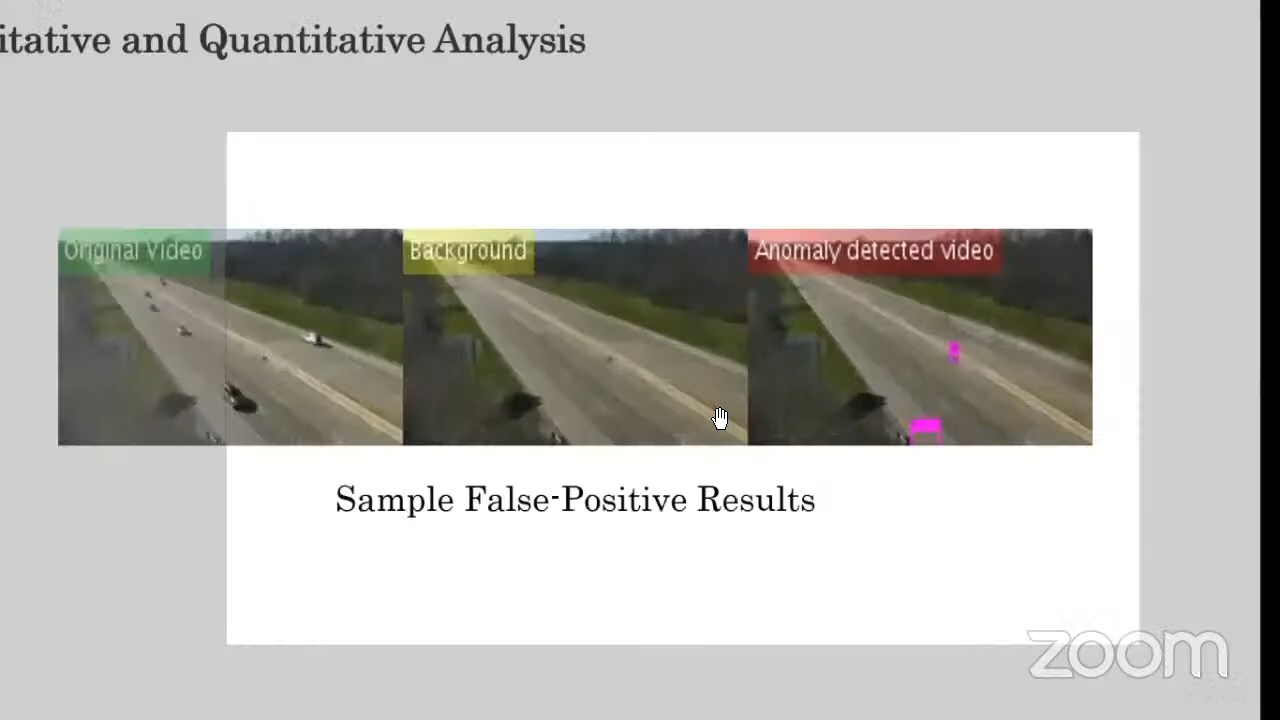 itative and Quantitative Analysis
Original Video
Background
Anomaly detected video
Sample False-Positive Results
zoom